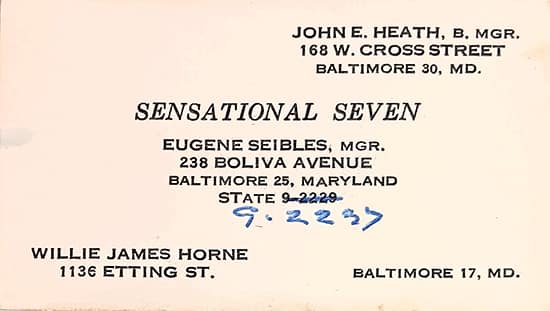 JOHN E. HEATH, B. MGR.
168 W. CROSS STREET
BALTIMORE 30, MD.
SENSATIONAL SEVEN
EUGENE SEIBLES, MGR.
238 BOLIVA AVENUE
BALTIMORE 25, MARYLAND
STATE 9-2229
9-2237
WILLIE JAMES HORNE
1136 ETTING ST.
BALTIMORE 17, MD.